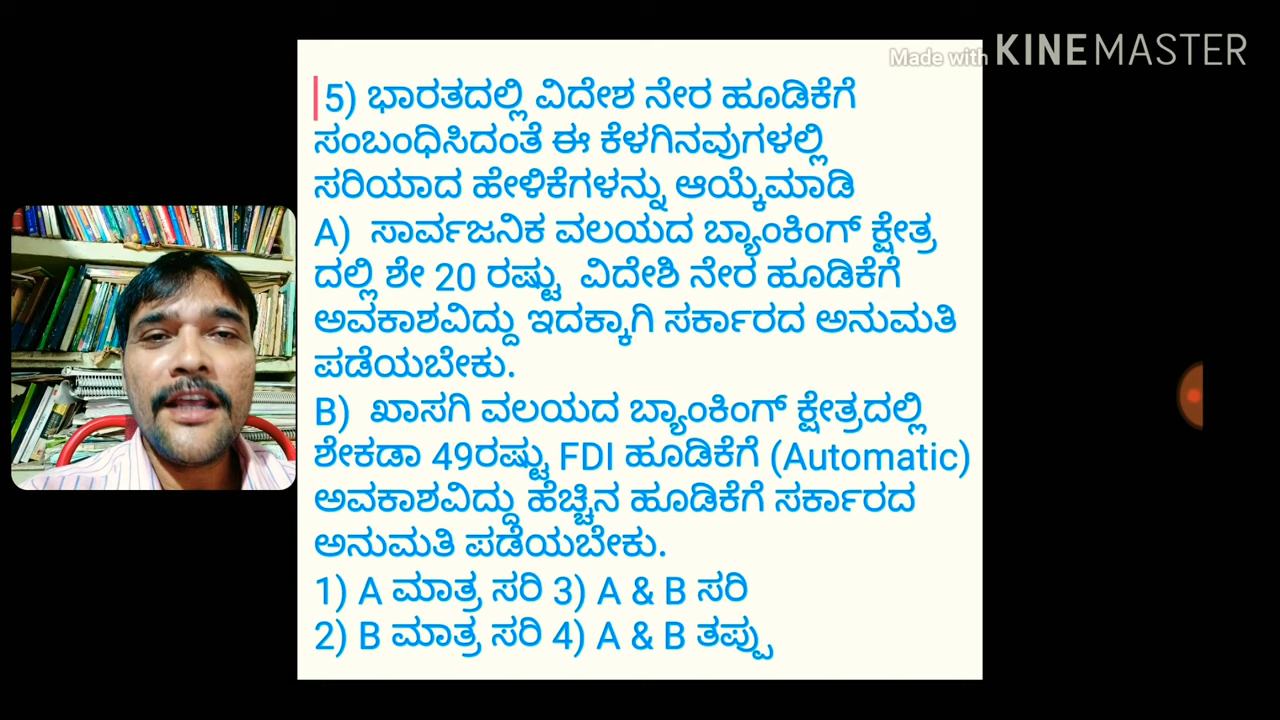 Made with KINEMASTER
5) ಭಾರತದಲ್ಲಿ ವಿದೇಶ ನೇರ ಹೂಡಿಕೆಗೆ
ಸಂಬಂಧಿಸಿದಂತೆ ಈ ಕೆಳಗಿನವುಗಳಲ್ಲಿ
ಸರಿಯಾದ ಹೇಳಿಕೆಗಳನ್ನು ಆಯ್ಕೆಮಾಡಿ
A) ಸಾರ್ವಜನಿಕ ವಲಯದ ಬ್ಯಾಂಕಿಂಗ್ ಕ್ಷೇತ್ರ
ದಲ್ಲಿ ಶೇ 20 ರಷ್ಟು ವಿದೇಶಿ ನೇರ ಹೂಡಿಕೆಗೆ
ಅವಕಾಶವಿದ್ದು ಇದಕ್ಕಾಗಿ ಸರ್ಕಾರದ ಅನುಮತಿ
ಪಡೆಯಬೇಕು.
B) ಖಾಸಗಿ ವಲಯದ ಬ್ಯಾಂಕಿಂಗ್ ಕ್ಷೇತ್ರದಲ್ಲಿ
ಶೇಕಡಾ 49ರಷ್ಟು FDI ಹೂಡಿಕೆಗೆ (Automatic)
ಅವಕಾಶವಿದ್ದು ಹೆಚ್ಚಿನ ಹೂಡಿಕೆಗೆ ಸರ್ಕಾರದ
ಅನುಮತಿ ಪಡೆಯಬೇಕು.
1) A ಮಾತ್ರ ಸರಿ 3) A & B ಸರಿ
2) B ಮಾತ್ರ ಸರಿ 4) A & B ತಪ್ಪು